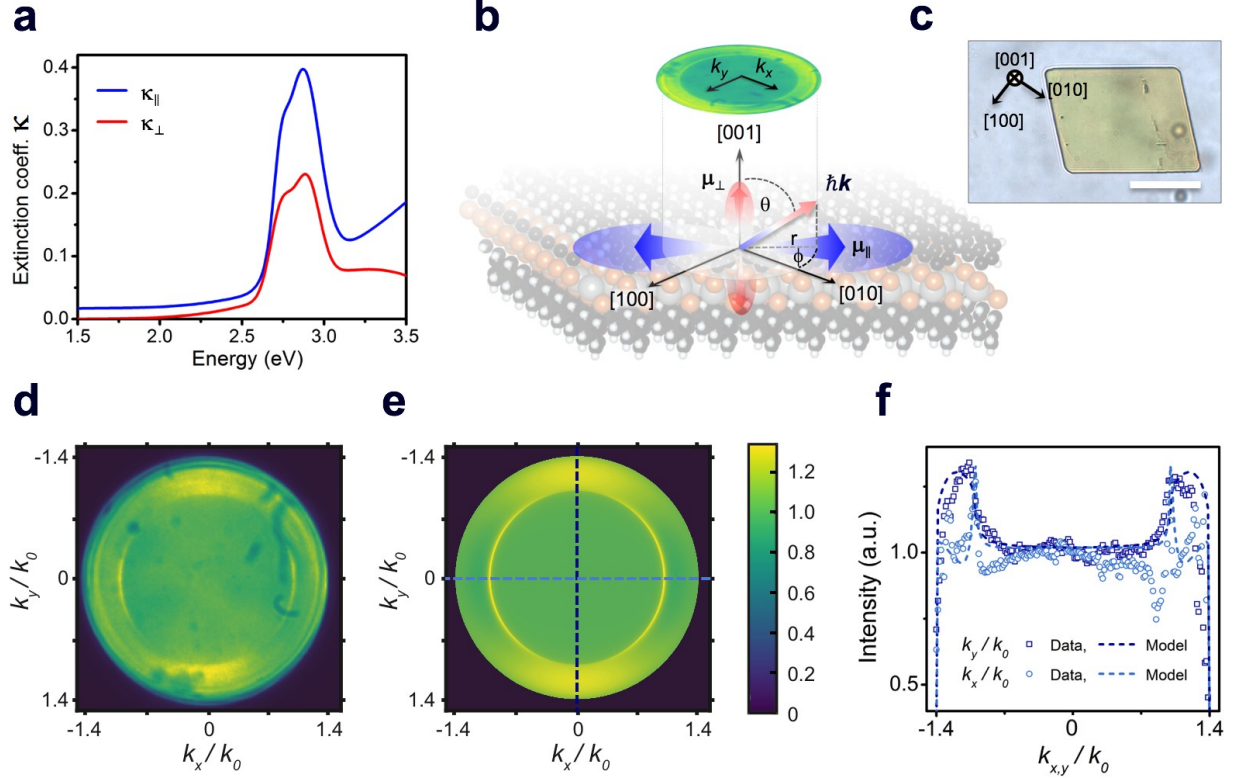 a
0.4
0.3
0.2
0.1
0.0
1.5
2.0
2.5
3.0
3.5
Extinction coeff. κ
Energy (eV)
κ∥
κ⊥
b
k_y
k_x
[001]
μ⊥
θ
ħk
r
ϕ
μ∥
[100]
[010]
c
[001]
[010]
[100]
d
-1.4
0
1.4
k_y / k_0
-1.4
0
1.4
k_x / k_0
e
-1.4
0
1.4
k_y / k_0
-1.4
0
1.4
k_x / k_0
1.2
1.0
0.8
0.6
0.4
0.2
0
f
1.0
0.5
Intensity (a.u.)
k_y / k_0 Data, Model
k_x / k_0 Data, Model
-1.4
0
1.4
k_x,y / k_0